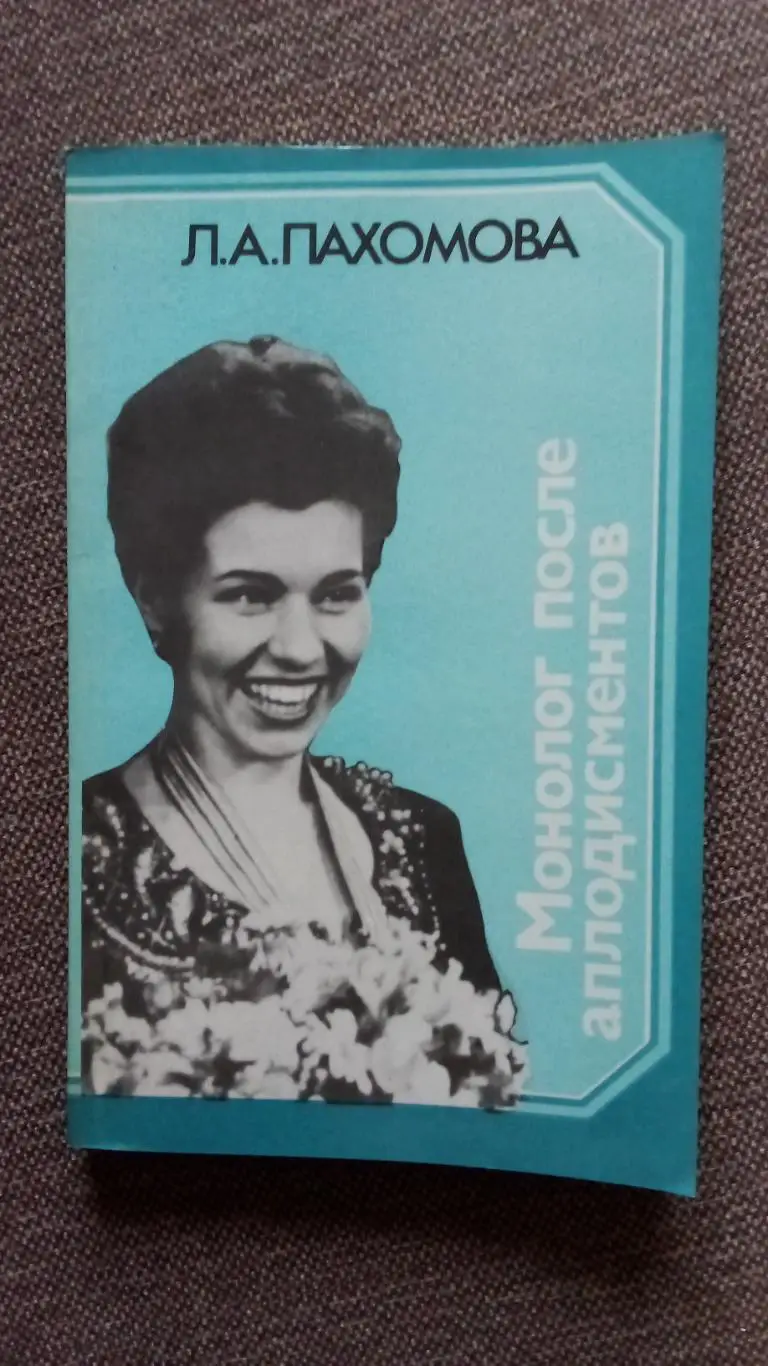 Л.А.ПАХОМОВА
Монолог после
аплодисментов